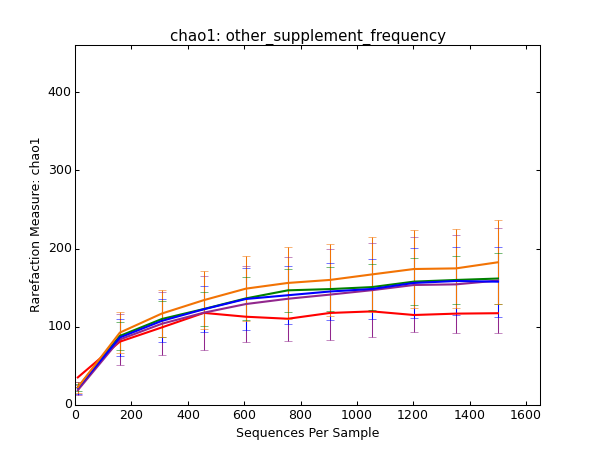 chao1: other_supplement_frequency
400
300
200
100
0
0 200 400 600 800 1000 1200 1400 1600
Rarefaction Measure: chao1
Sequences Per Sample